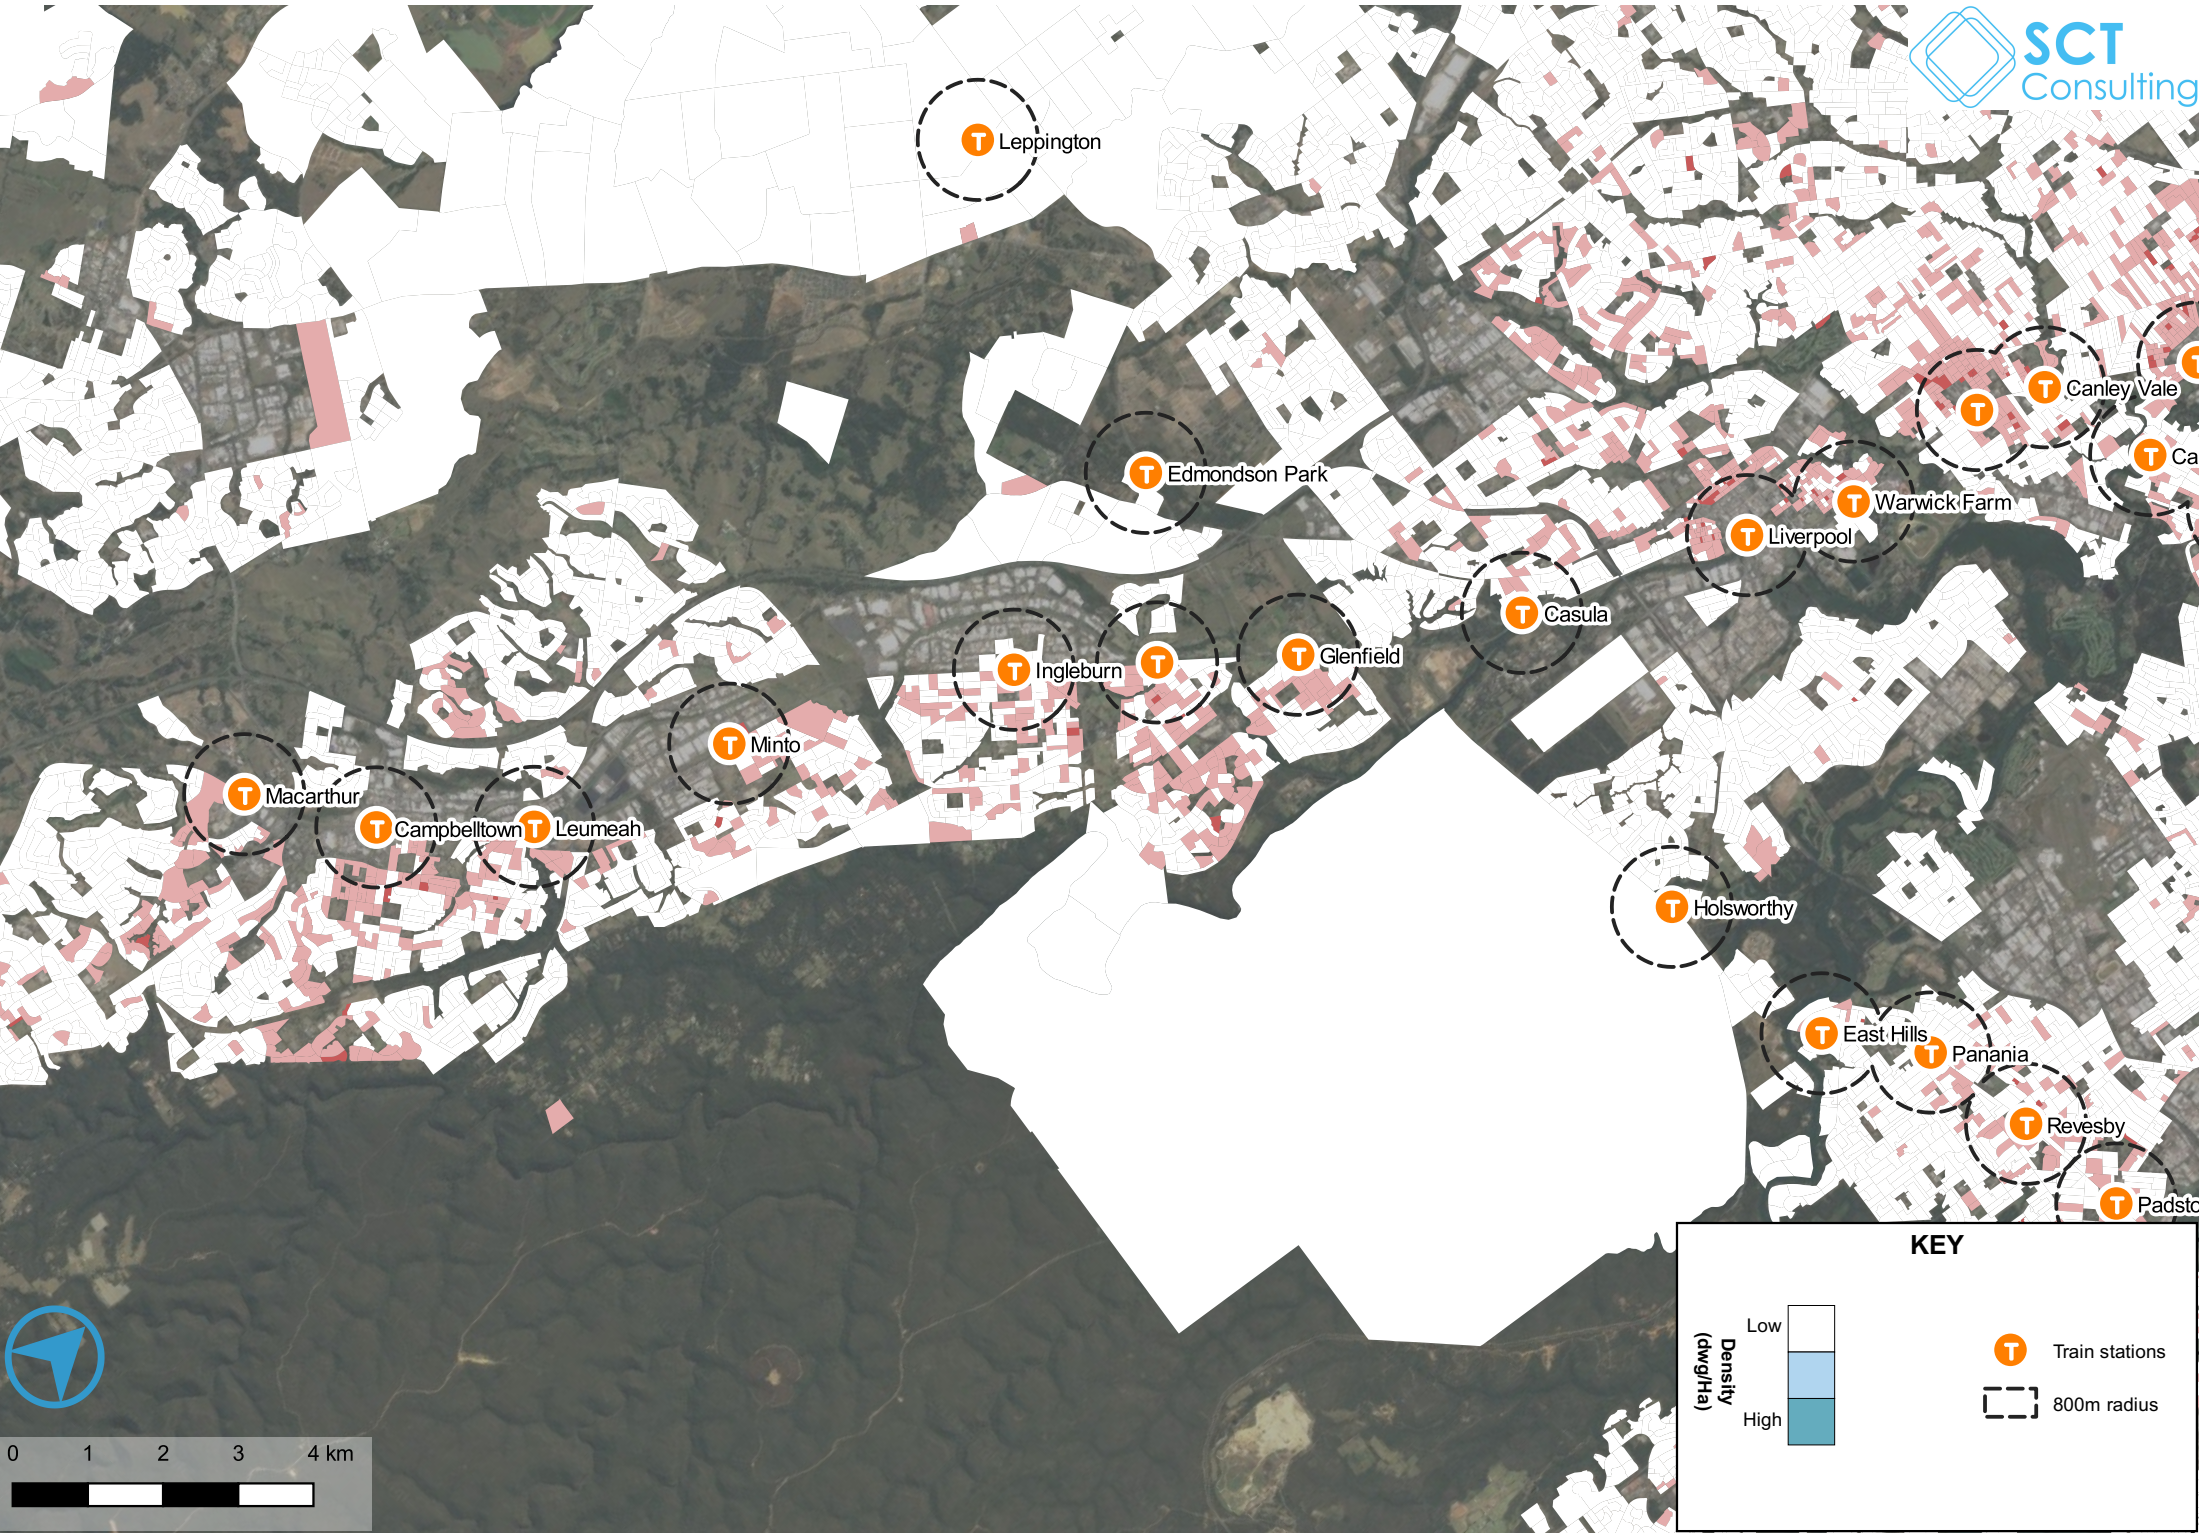 SCT
Consulting
Leppington
Canley Vale
Ca
Edmondson Park
Warwick Farm
Liverpool
Casula
Glenfield
Ingleburn
Minto
Macarthur
Campbelltown
Leumeah
Holsworthy
East Hills
Panania
Revesby
Padsto
KEY
Density
(dwg/Ha)
Low
High
Train stations
800m radius
0 1 2 3 4 km